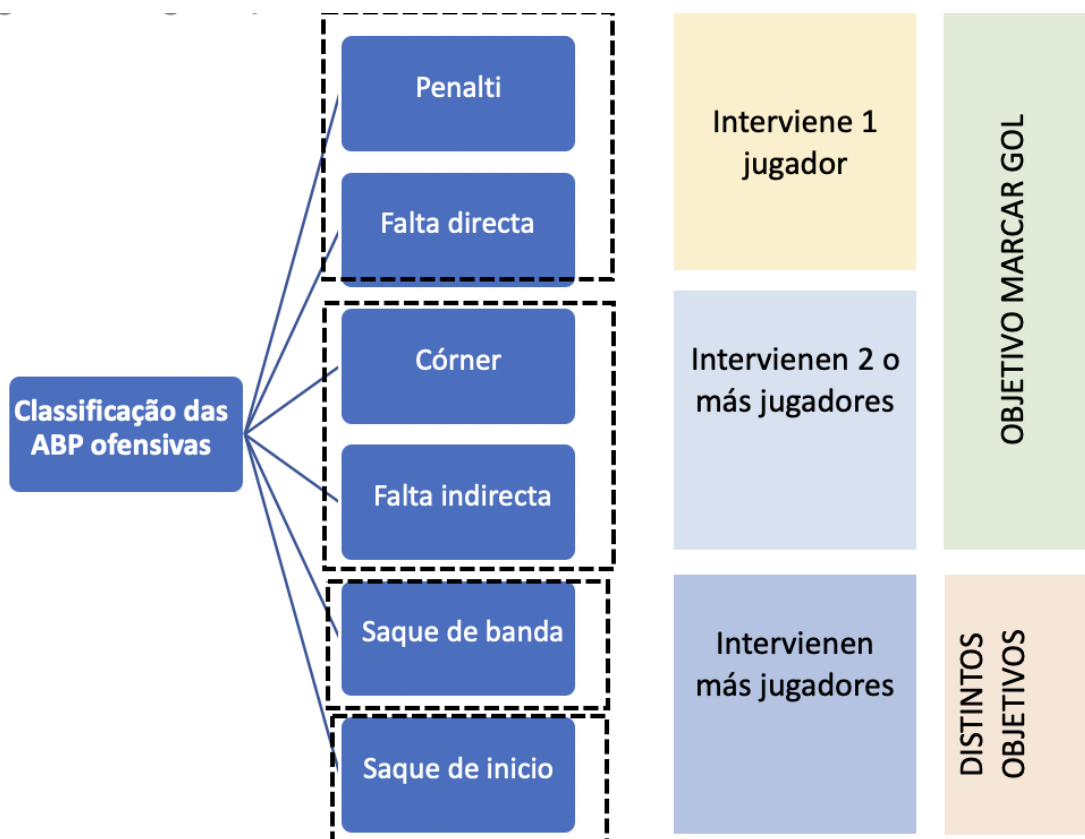 Penalti
Falta directa
Córner
Falta indirecta
Saque de banda
Saque de inicio
Classificação das
ABP ofensivas
Interviene 1
jugador
Intervienen 2 o
más jugadores
Intervienen
más jugadores
OBJETIVO MARCAR GOL
DISTINTOS
OBJETIVOS